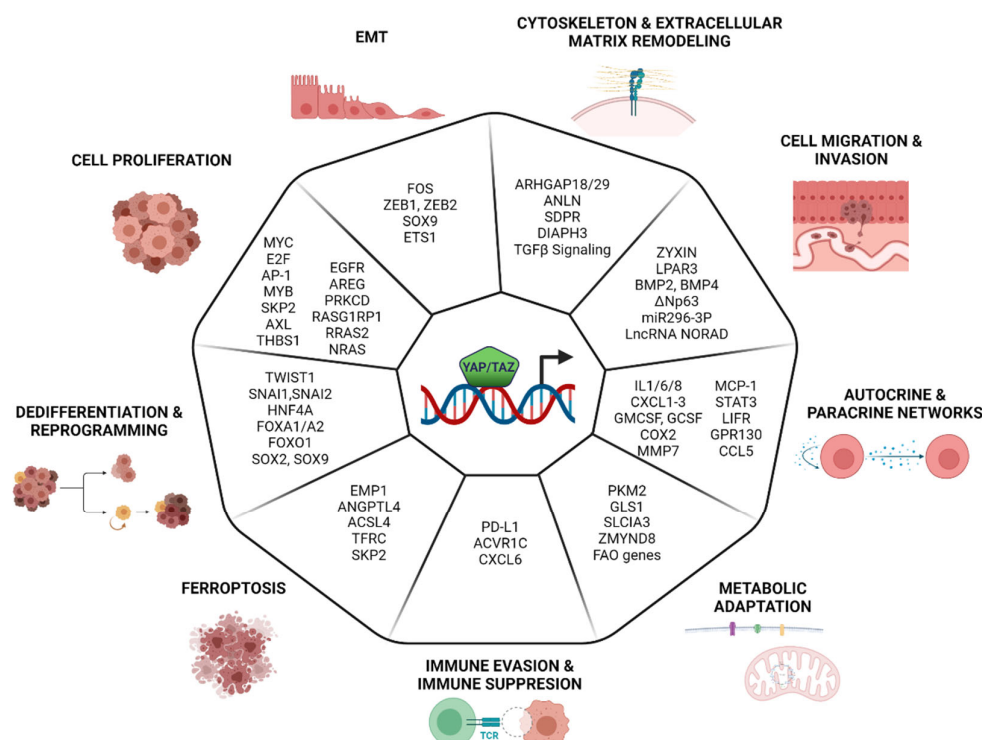 EMT
CYTOSKELETON & EXTRACELLULAR
MATRIX REMODELING
CELL PROLIFERATION
CELL MIGRATION &
INVASION
FOS
ZEB1, ZEB2
SOX9
ETS1
ARHGAP18/29
ANLN
SDPR
DIAPH3
TGFβ Signaling
MYC
E2F
AP-1
MYB
SKP2
AXL
THBS1
EGFR
AREG
PRKCD
RASG1RP1
RRAS2
NRAS
ZYXIN
LPAR3
BMP2, BMP4
ΔNp63
miR296-3P
LncRNA NORAD
YAP/TAZ
DEDIFFERENTIATION &
REPROGRAMMING
TWIST1
SNAI1,SNAI2
HNF4A
FOXA1/A2
FOXO1
SOX2, SOX9
IL1/6/8
CXCL1-3
GMCSF, GCSF
COX2
MMP7
MCP-1
STAT3
LIFR
GPR130
CCL5
AUTOCRINE &
PARACRINE NETWORKS
EMP1
ANGPTL4
ACSL4
TFRC
SKP2
PD-L1
ACVR1C
CXCL6
PKM2
GLS1
SLCIA3
ZMYND8
FAO genes
FERROPTOSIS
METABOLIC
ADAPTATION
IMMUNE EVASION &
IMMUNE SUPPRESION
TCR